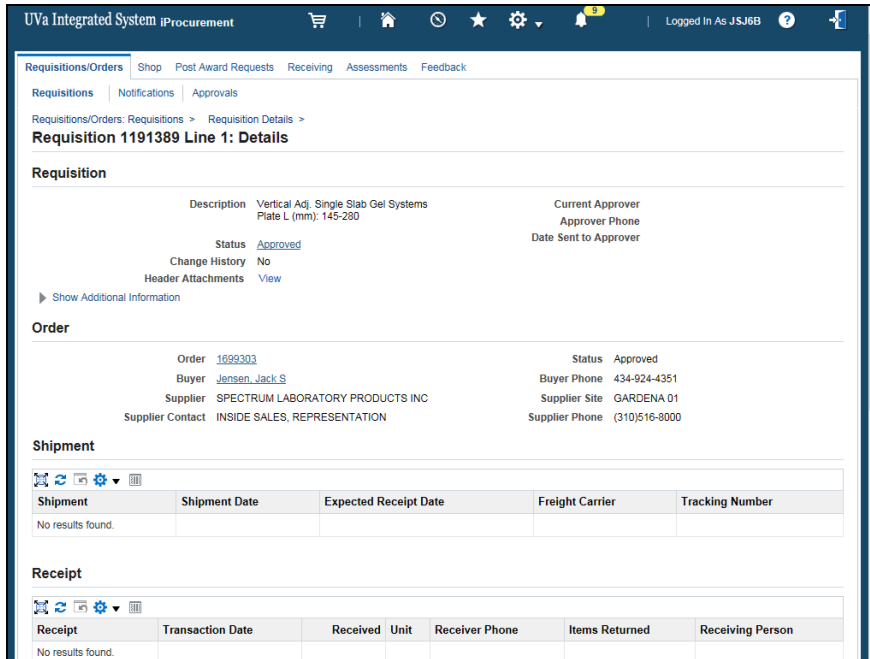 UVa Integrated System iProcurement
9
Logged In As JSJ6B
?
Requisitions/Orders Shop Post Award Requests Receiving Assessments Feedback
Requisitions Notifications Approvals
Requisitions/Orders: Requisitions > Requisition Details >
Requisition 1191389 Line 1: Details
Requisition
Description Vertical Adj. Single Slab Gel Systems
Plate L (mm): 145-280
Status Approved
Change History No
Header Attachments View
Current Approver
Approver Phone
Date Sent to Approver
Show Additional Information
Order
Order 1699303
Buyer Jensen, Jack S
Supplier SPECTRUM LABORATORY PRODUCTS INC
Supplier Contact INSIDE SALES, REPRESENTATION
Status Approved
Buyer Phone 434-924-4351
Supplier Site GARDENA 01
Supplier Phone (310)516-8000
Shipment
Shipment Shipment Date Expected Receipt Date Freight Carrier Tracking Number
No results found.
Receipt
Receipt Transaction Date Received Unit Receiver Phone Items Returned Receiving Person
No results found.